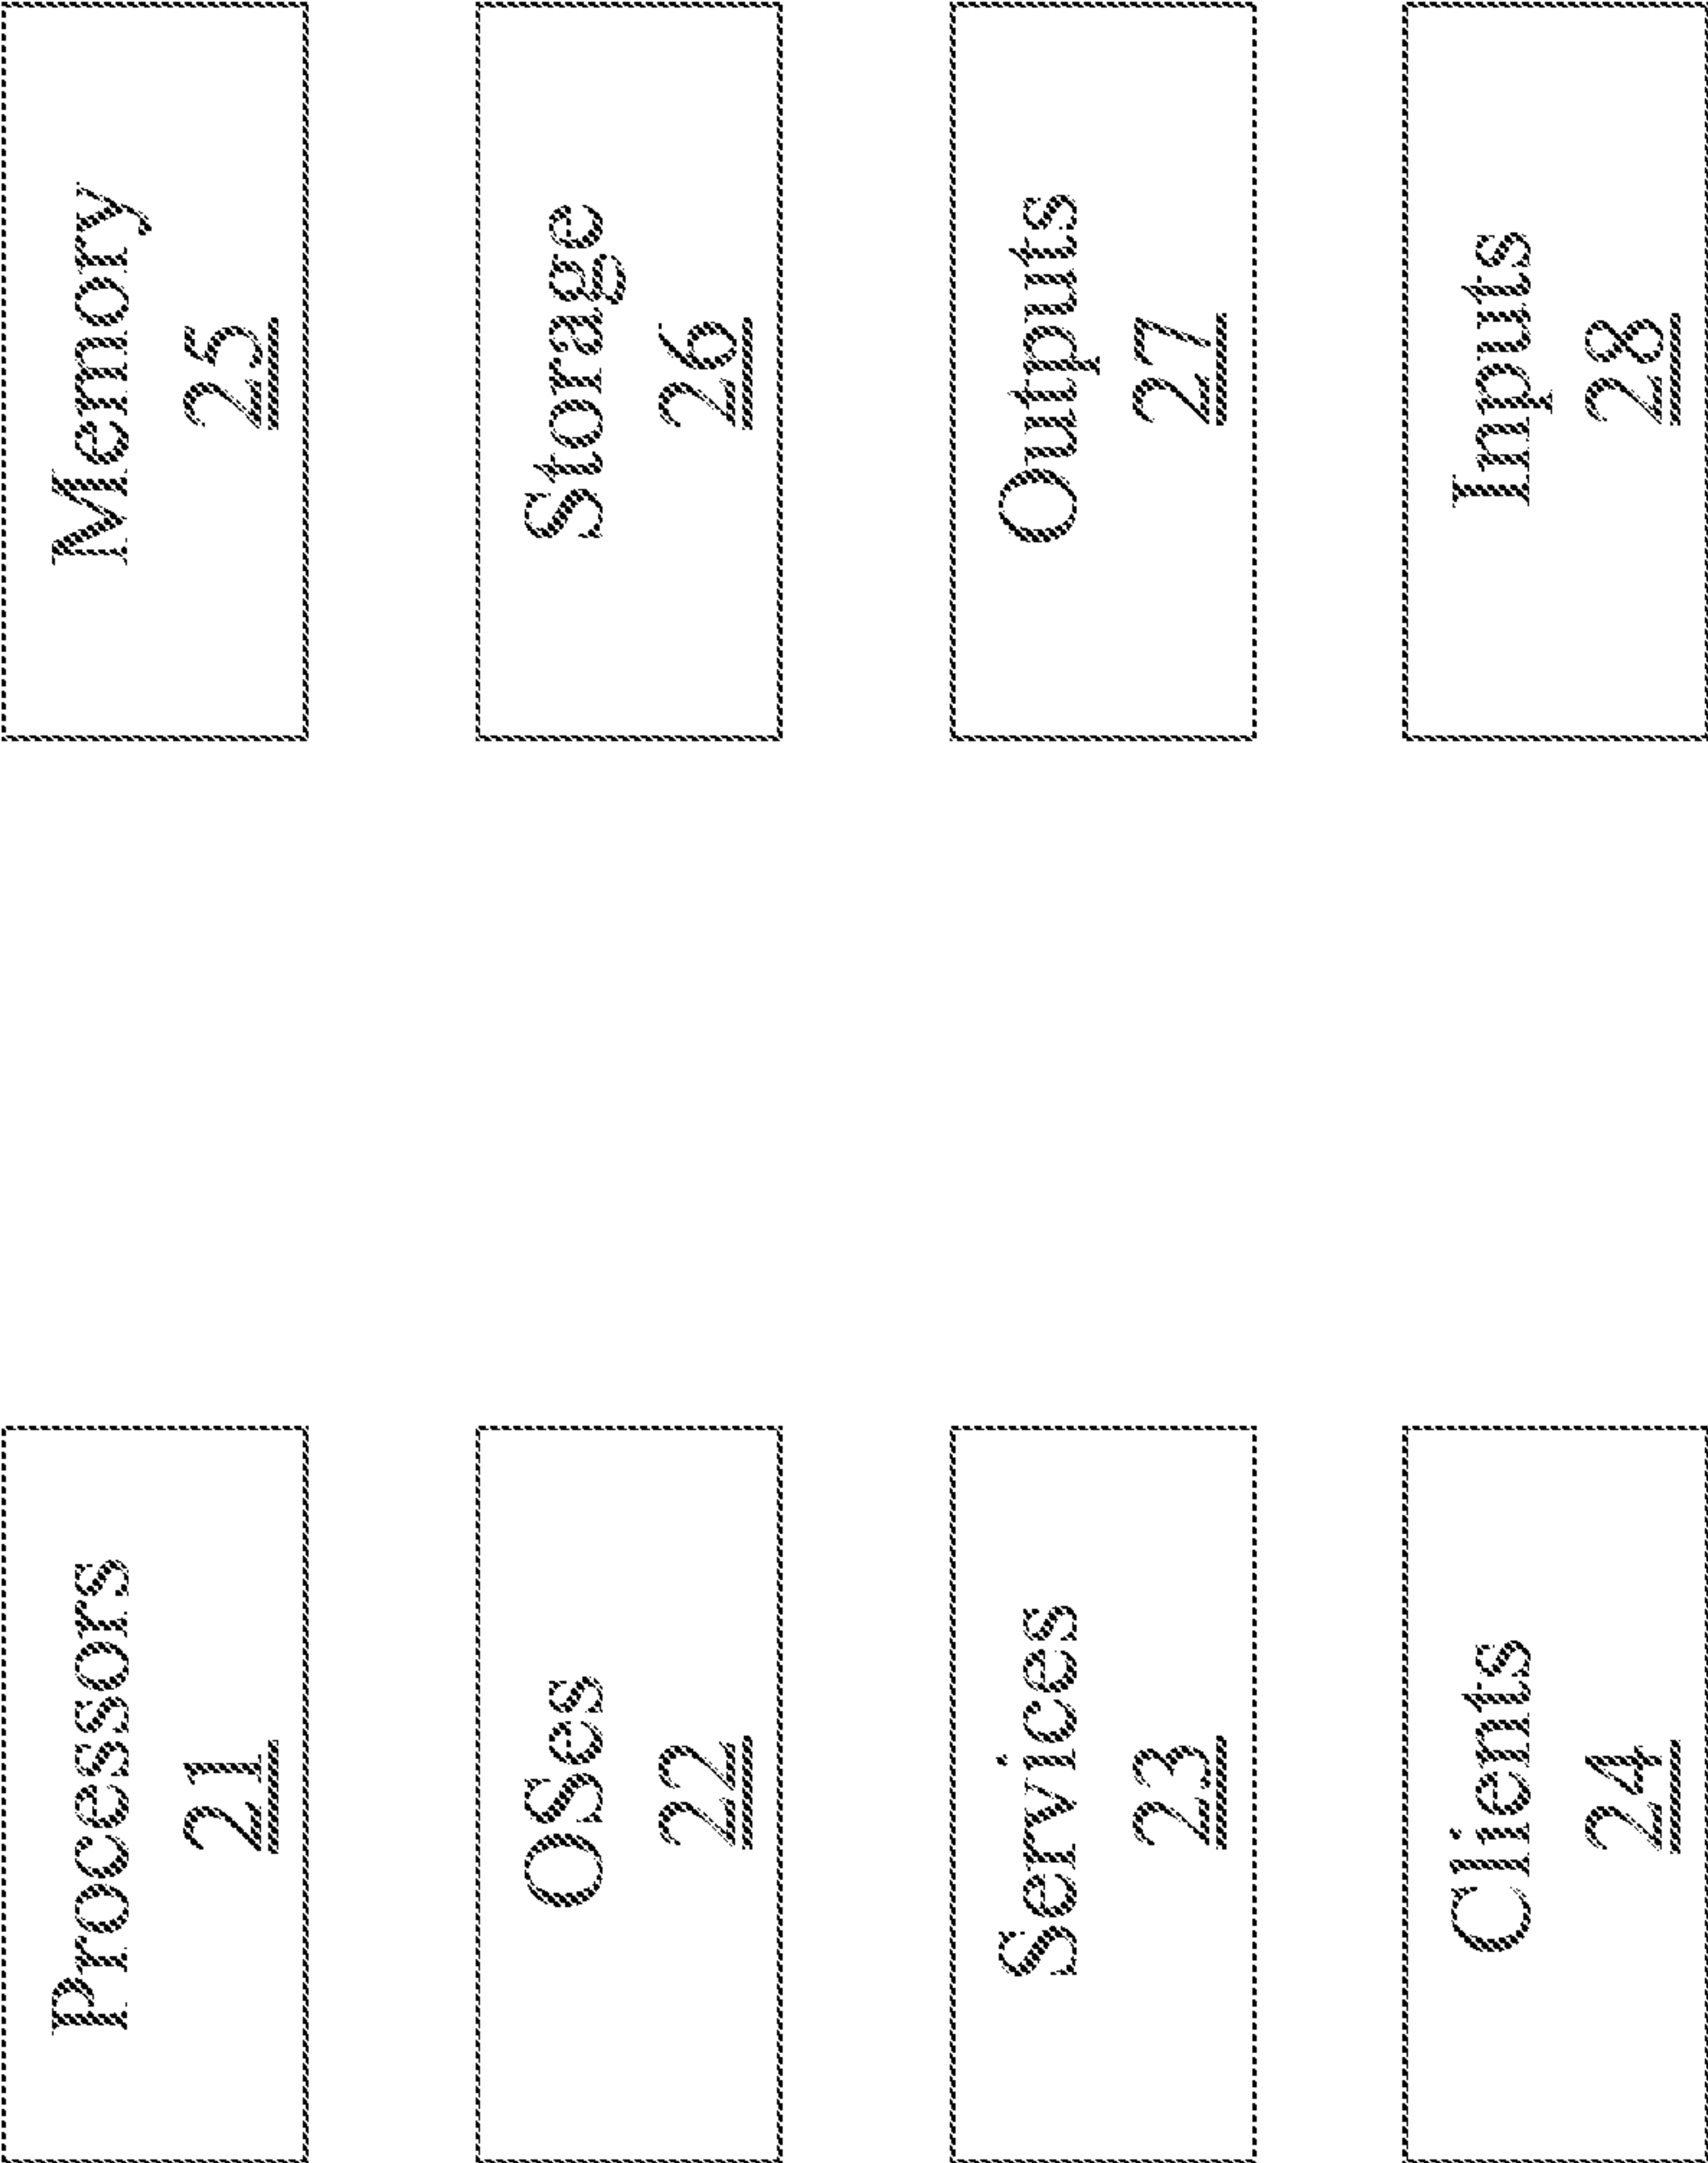 Processors
21
OSes
22
Services
23
Clients
24
Memory
25
Storage
26
Outputs
27
Inputs
28